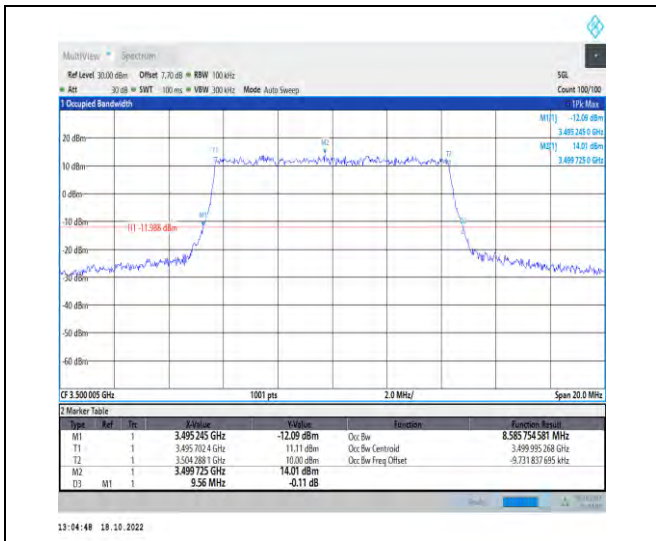 MultiView Spectrum
Ref Level 30.00 dBm Offset 7.70 dB RBW 100 kHz SGL
Att 30 dB SWT 100 ms VBW 300 kHz Mode Auto Sweep Count 100/100
1 Occupied Bandwidth 1Pk Max
M1[1] -12.09 dBm
3.495 245 0 GHz
M2[1] 14.01 dBm
3.499 725 0 GHz
20 dBm
M2
T1 T2
10 dBm
0 dBm
M1
-10 dBm
H1 -11.988 dBm
-20 dBm
-30 dBm
-40 dBm
-50 dBm
-60 dBm
CF 3.500 005 GHz 1001 pts 2.0 MHz/ Span 20.0 MHz
2 Marker Table
Type Ref Trc X-Value Y-Value Function Function Result
M1 1 3.495 245 GHz -12.09 dBm Occ Bw 8.585 754 581 MHz
T1 1 3.495 702 4 GHz 11.11 dBm Occ Bw Centroid 3.499 995 268 GHz
T2 1 3.504 288 1 GHz 10.00 dBm Occ Bw Freq Offset -9.731 837 695 kHz
M2 1 3.499 725 GHz 14.01 dBm
D3 M1 1 9.56 MHz -0.11 dB
13:04:48 18.10.2022